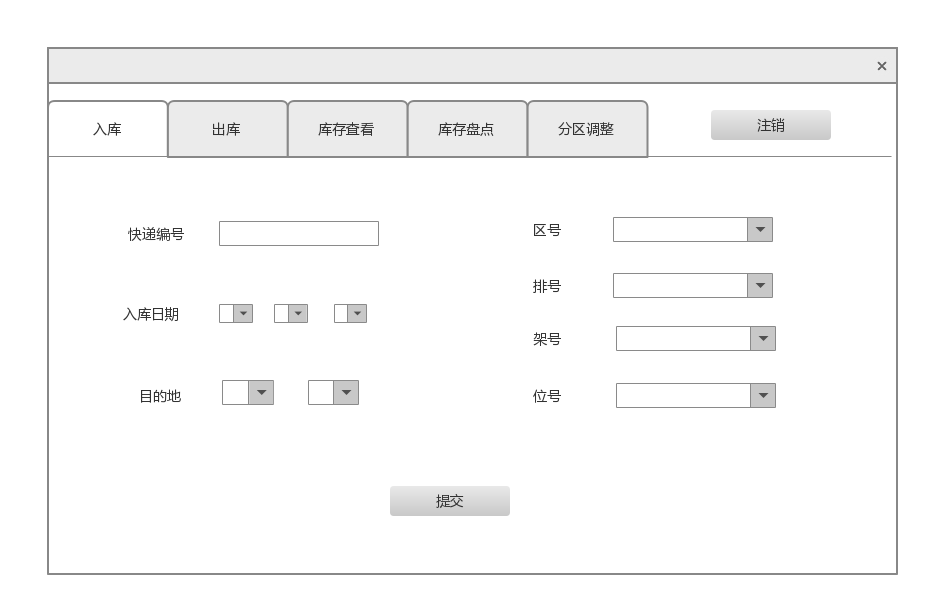 ×
入库
出库
库存查看
库存盘点
分区调整
注销
快递编号
区号
入库日期
排号
架号
目的地
位号
提交